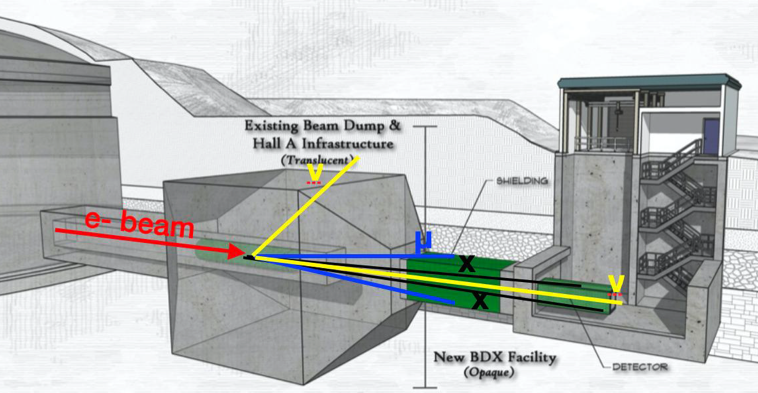 Existing Beam Dump &
Hall A Infrastructure
(Translucent)
ν
SHIELDING
e- beam
μ
X
ν
X
New BDX Facility
(Opaque)
DETECTOR